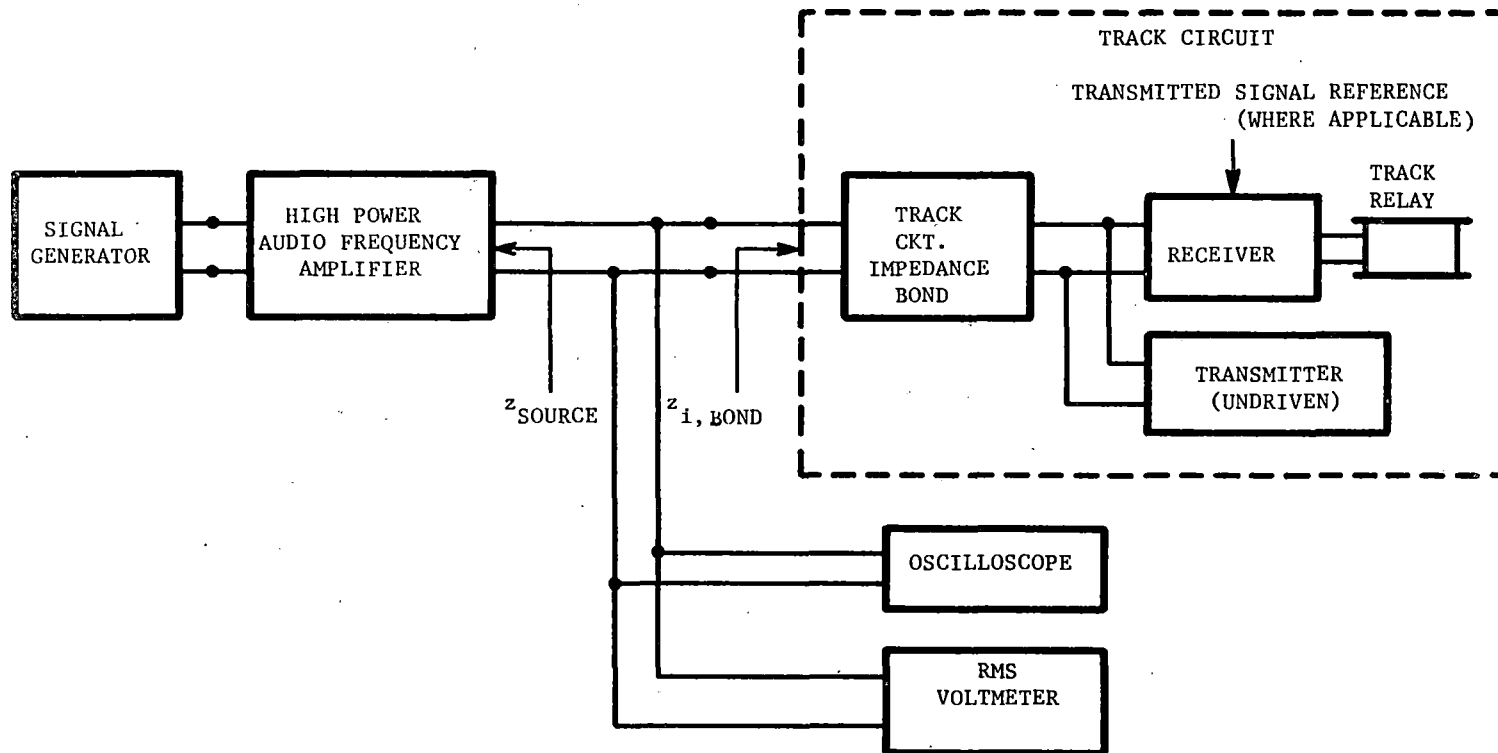 TRACK CIRCUIT
TRANSMITTED SIGNAL REFERENCE
(WHERE APPLICABLE)
SIGNAL
GENERATOR
HIGH POWER
AUDIO FREQUENCY
AMPLIFIER
TRACK
CKT.
IMPEDANCE
BOND
RECEIVER
TRACK
RELAY
zSOURCE
zi, BOND
TRANSMITTER
(UNDRIVEN)
OSCILLOSCOPE
RMS
VOLTMETER